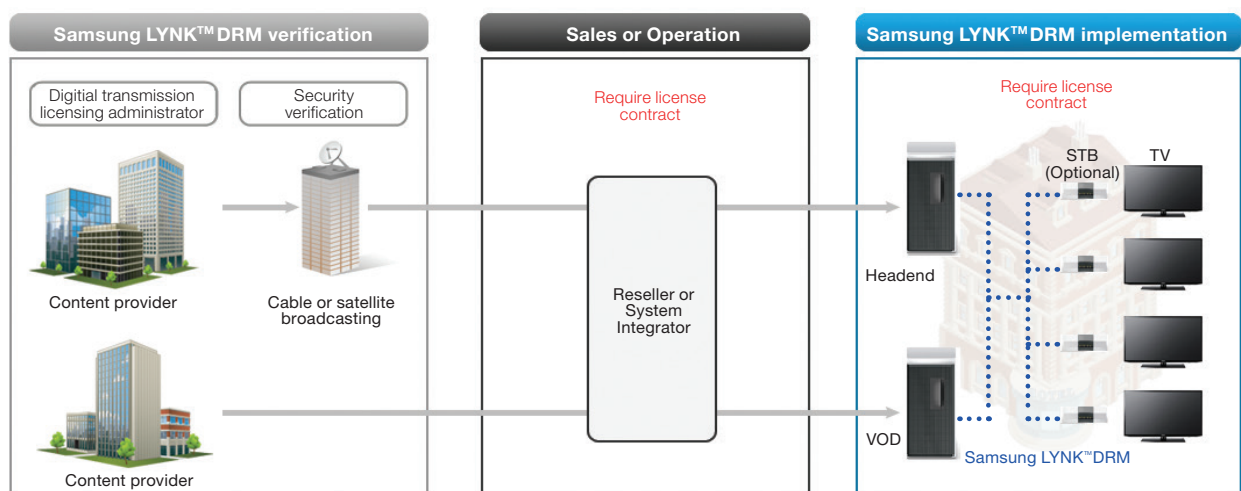 Samsung LYNK™ DRM verification
Digitial transmission
licensing administrator
Security
verification
Content provider
Cable or satellite
broadcasting
Content provider
Sales or Operation
Require license
contract
Reseller or
System
Integrator
Samsung LYNK™ DRM implementation
Require license
contract
STB
(Optional)
TV
Headend
VOD
Samsung LYNK™DRM